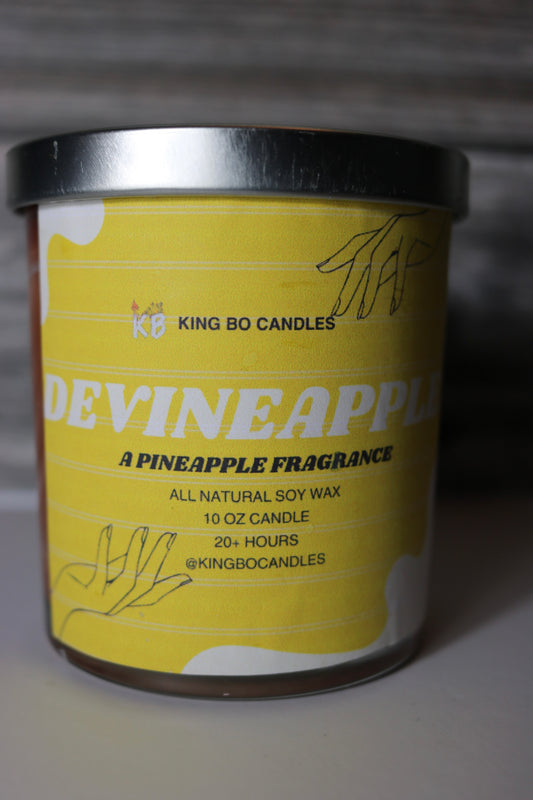 KB KING BO CANDLES
DEVINEAPPLE
A PINEAPPLE FRAGRANCE
ALL NATURAL SOY WAX
10 OZ CANDLE
20+ HOURS
@KINGBOCANDLES